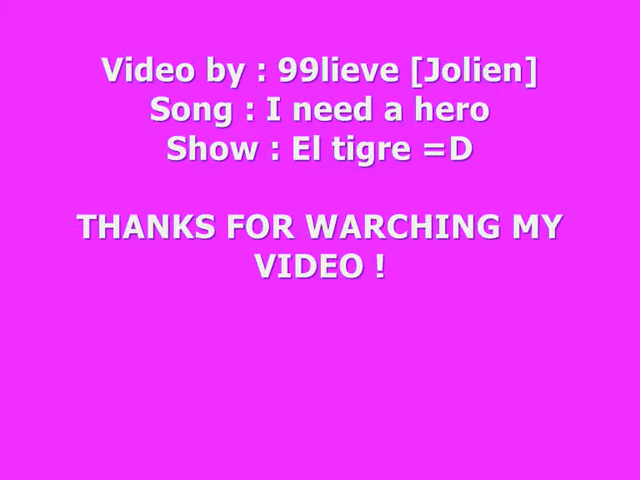 Video by : 99lieve [Jolien]
Song : I need a hero
Show : El tigre =D
THANKS FOR WARCHING MY
VIDEO !